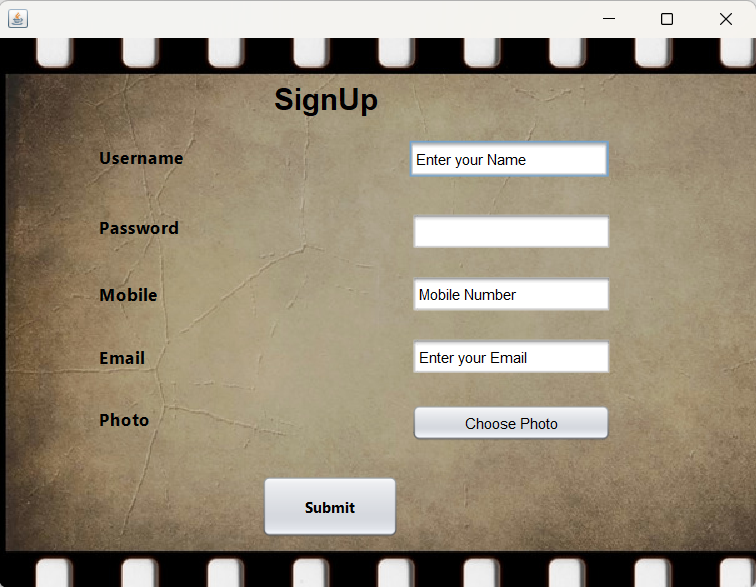 SignUp
Username
Enter your Name
Password
Mobile
Mobile Number
Email
Enter your Email
Photo
Choose Photo
Submit